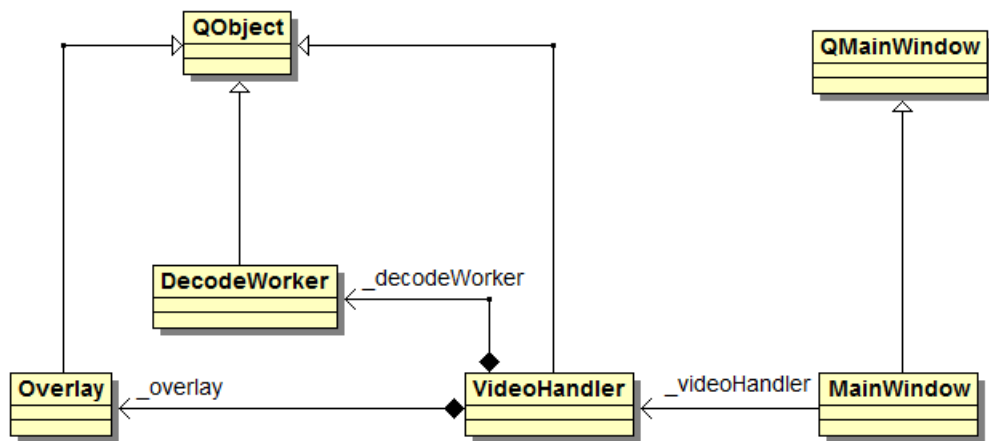 QObject
QMainWindow
DecodeWorker
_decodeWorker
Overlay
_overlay
VideoHandler
_videoHandler
MainWindow